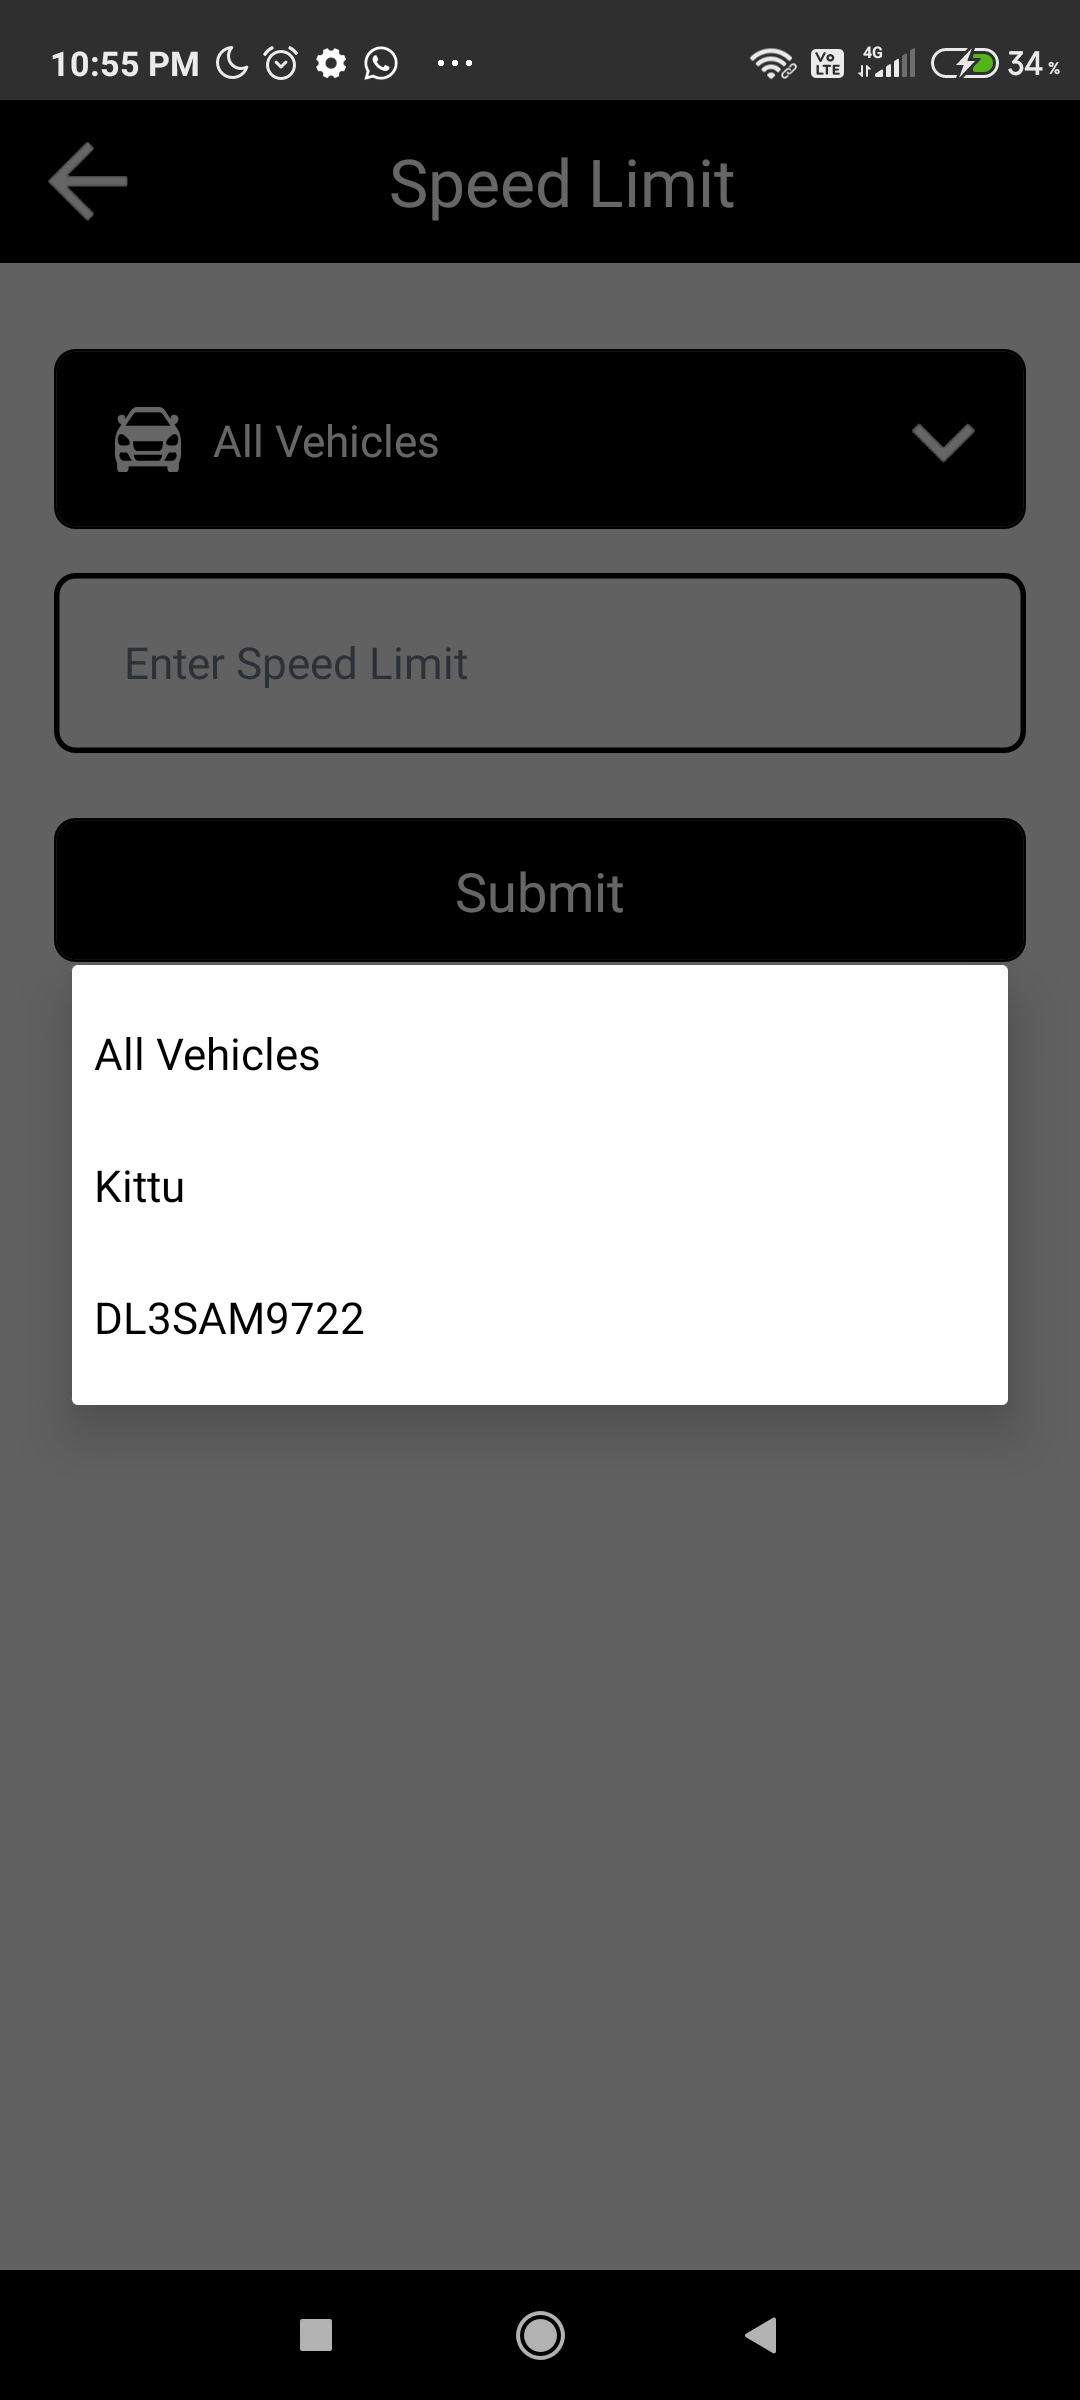 10:55 PM ... Vo LTE 4G 34 %
Speed Limit
All Vehicles
Enter Speed Limit
Submit
All Vehicles
Kittu
DL3SAM9722